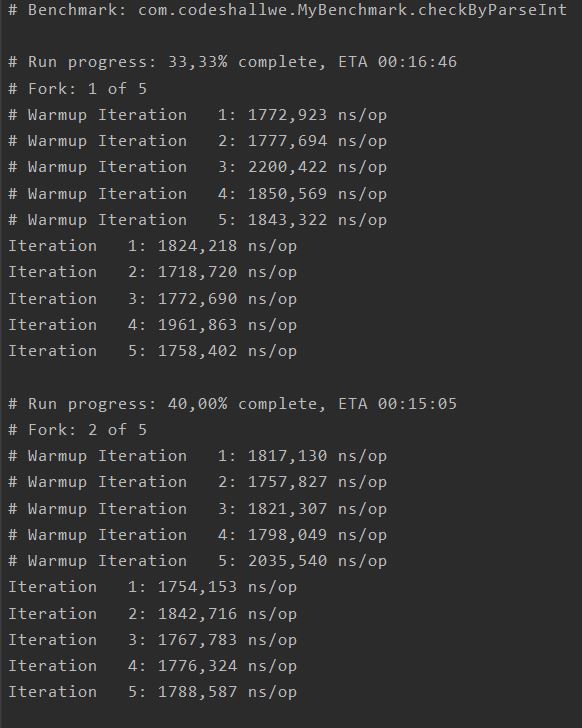 # Benchmark: com.codeshallwe.MyBenchmark.checkByParseInt
# Run progress: 33,33% complete, ETA 00:16:46
# Fork: 1 of 5
# Warmup Iteration   1: 1772,923 ns/op
# Warmup Iteration   2: 1777,694 ns/op
# Warmup Iteration   3: 2200,422 ns/op
# Warmup Iteration   4: 1850,569 ns/op
# Warmup Iteration   5: 1843,322 ns/op
Iteration   1: 1824,218 ns/op
Iteration   2: 1718,720 ns/op
Iteration   3: 1772,690 ns/op
Iteration   4: 1961,863 ns/op
Iteration   5: 1758,402 ns/op
# Run progress: 40,00% complete, ETA 00:15:05
# Fork: 2 of 5
# Warmup Iteration   1: 1817,130 ns/op
# Warmup Iteration   2: 1757,827 ns/op
# Warmup Iteration   3: 1821,307 ns/op
# Warmup Iteration   4: 1798,049 ns/op
# Warmup Iteration   5: 2035,540 ns/op
Iteration   1: 1754,153 ns/op
Iteration   2: 1842,716 ns/op
Iteration   3: 1767,783 ns/op
Iteration   4: 1776,324 ns/op
Iteration   5: 1788,587 ns/op